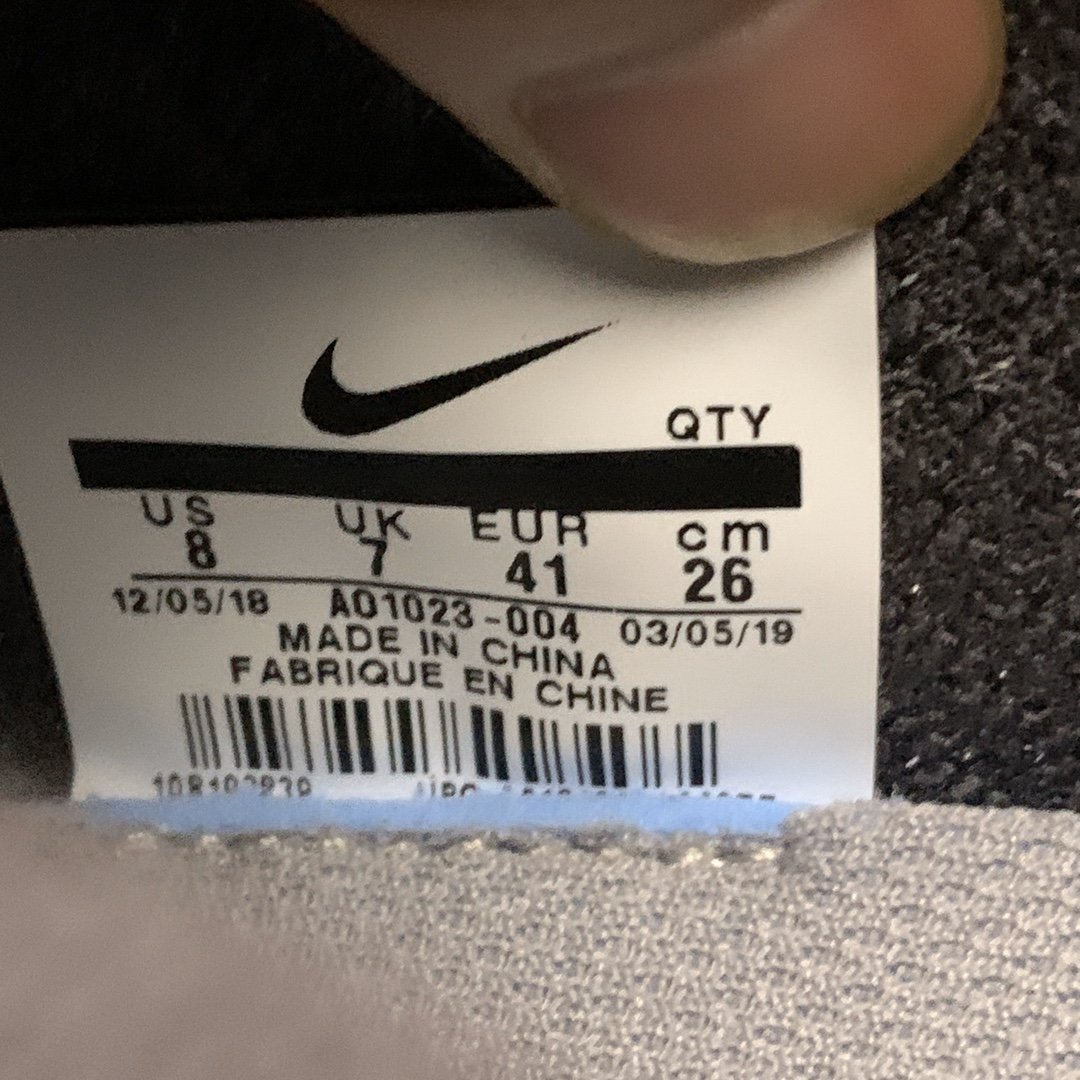 QTY
US UK EUR cm
8 7 41 26
12/05/18 AO1023-004 03/05/19
MADE IN CHINA
FABRIQUE EN CHINE